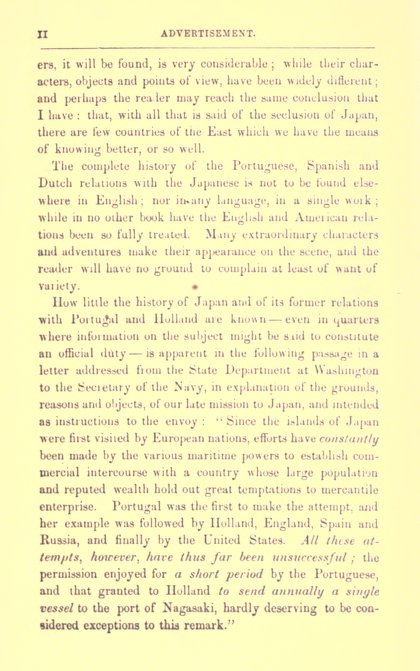 II ADVERTISEMENT.
ers, it will be found, is very considerable ; while their char-
acters, objects and points of view, have been widely different ;
and perhaps the rea ler may reach the same conclusion that
I have : that, with all that is said of the seclusion of Japan,
there are few countries of the East which we have the means
of knowing better, or so well.
The complete history of the Portuguese, Spanish and
Dutch relations with the Japanese is not to be found else-
where in English ; nor in any language, in a single work ;
while in no other book have the English and American rela-
tions been so fully treated. Many extraordinary characters
and adventures make their appearance on the scene, and the
reader will have no ground to complain at least of want of
variety.
How little the history of Japan and of its former relations
with Portugal and Holland are known — even in quarters
where information on the subject might be said to constitute
an official duty — is apparent in the following passage in a
letter addressed from the State Department at Washington
to the Secretary of the Navy, in explanation of the grounds,
reasons and objects, of our late mission to Japan, and intended
as instructions to the envoy : " Since the islands of Japan
were first visited by European nations, efforts have constantly
been made by the various maritime powers to establish com-
mercial intercourse with a country whose large population
and reputed wealth hold out great temptations to mercantile
enterprise. Portugal was the first to make the attempt, and
her example was followed by Holland, England, Spain and
Russia, and finally by the United States. All these at-
tempts, however, have thus far been unsuccessful ; the
permission enjoyed for a short period by the Portuguese,
and that granted to Holland to send annually a single
vessel to the port of Nagasaki, hardly deserving to be con-
sidered exceptions to this remark."